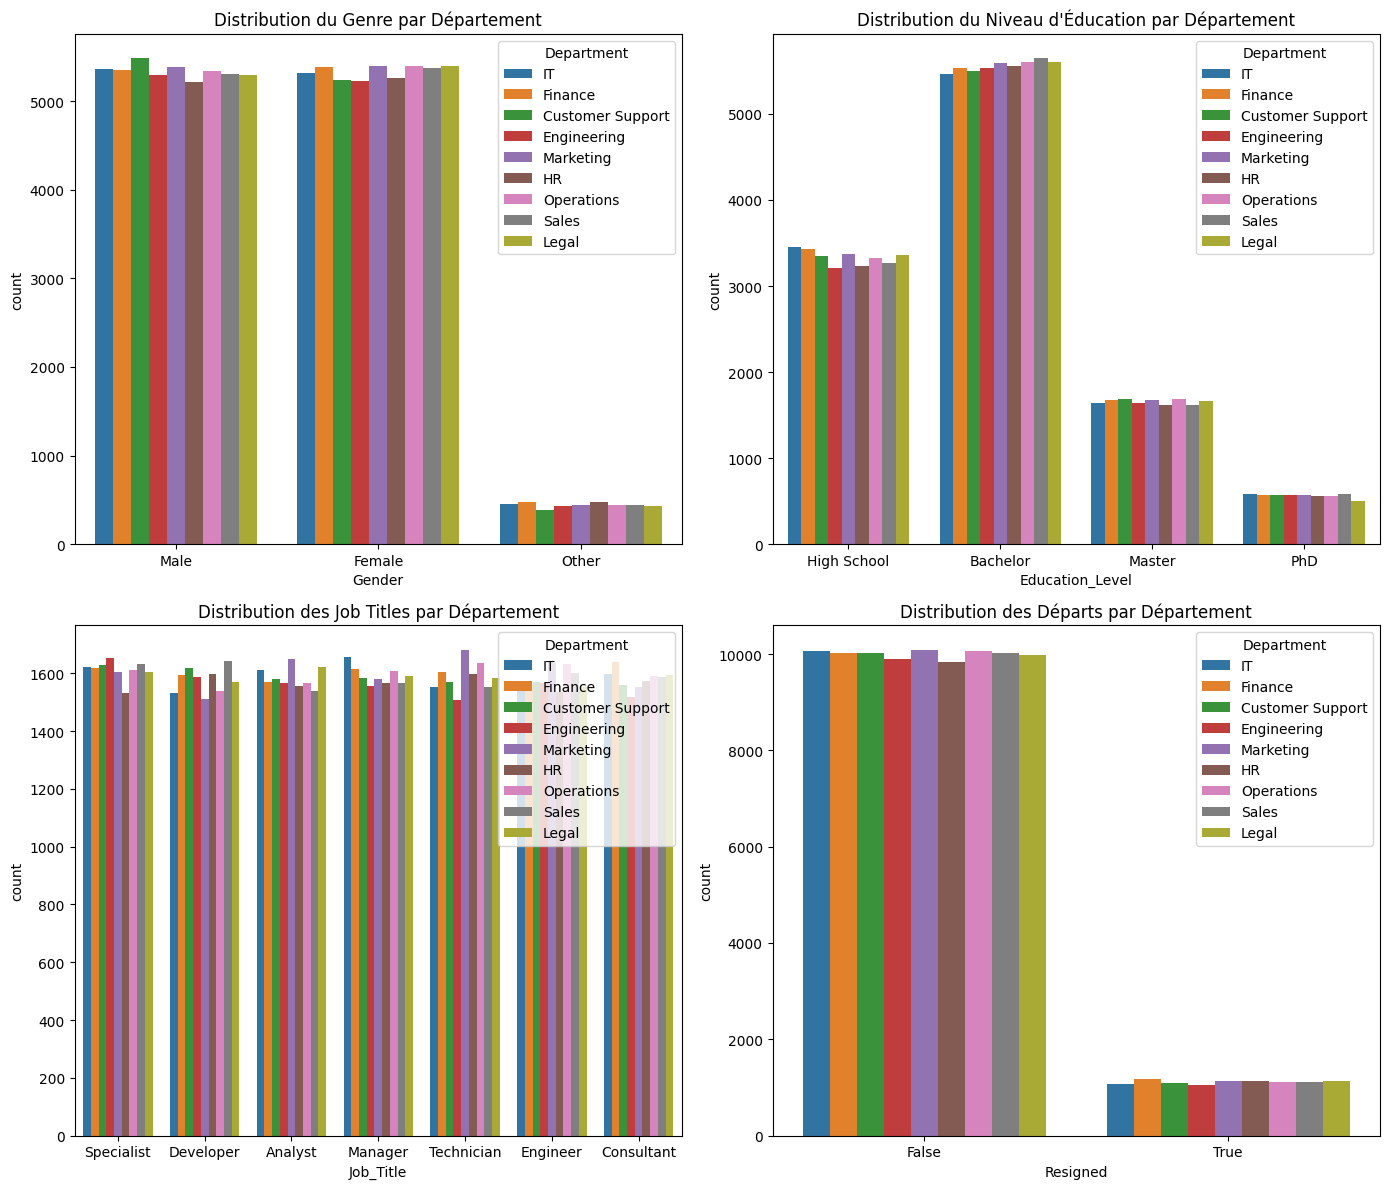 Distribution du Genre par Département
5000
4000
3000
2000
1000
0
count
Male
Female
Other
Gender
Department
IT
Finance
Customer Support
Engineering
Marketing
HR
Operations
Sales
Legal
Distribution du Niveau d'Éducation par Département
5000
4000
3000
2000
1000
0
count
High School
Bachelor
Master
PhD
Education_Level
Department
IT
Finance
Customer Support
Engineering
Marketing
HR
Operations
Sales
Legal
Distribution des Job Titles par Département
1600
1400
1200
1000
800
600
400
200
0
count
Specialist
Developer
Analyst
Manager
Technician
Engineer
Consultant
Job_Title
Department
IT
Finance
Customer Support
Engineering
Marketing
HR
Operations
Sales
Legal
Distribution des Départs par Département
10000
8000
6000
4000
2000
0
count
False
True
Resigned
Department
IT
Finance
Customer Support
Engineering
Marketing
HR
Operations
Sales
Legal